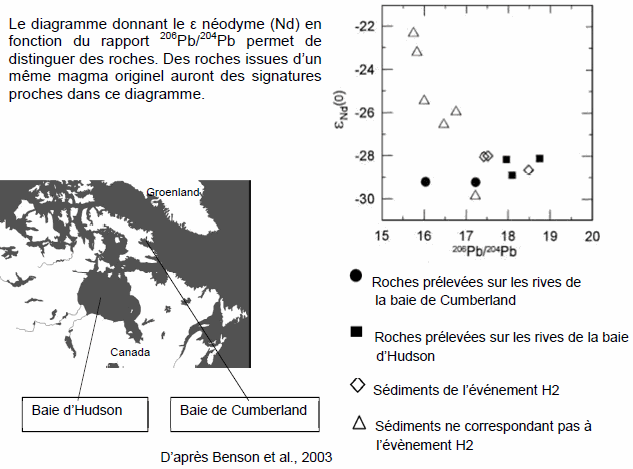 Le diagramme donnant le ε néodyme (Nd) en
fonction du rapport ²⁰⁶Pb/²⁰⁴Pb permet de
distinguer des roches. Des roches issues d'un
même magma originel auront des signatures
proches dans ce diagramme.
Groenland
Canada
Baie d'Hudson
Baie de Cumberland
D'après Benson et al., 2003
εNd(0)
-22
-24
-26
-28
-30
15 16 17 18 19 20
²⁰⁶Pb/²⁰⁴Pb
Roches prélevées sur les rives de
la baie de Cumberland
Roches prélevées sur les rives de la baie
d'Hudson
Sédiments de l'événement H2
Sédiments ne correspondant pas à
l'évènement H2